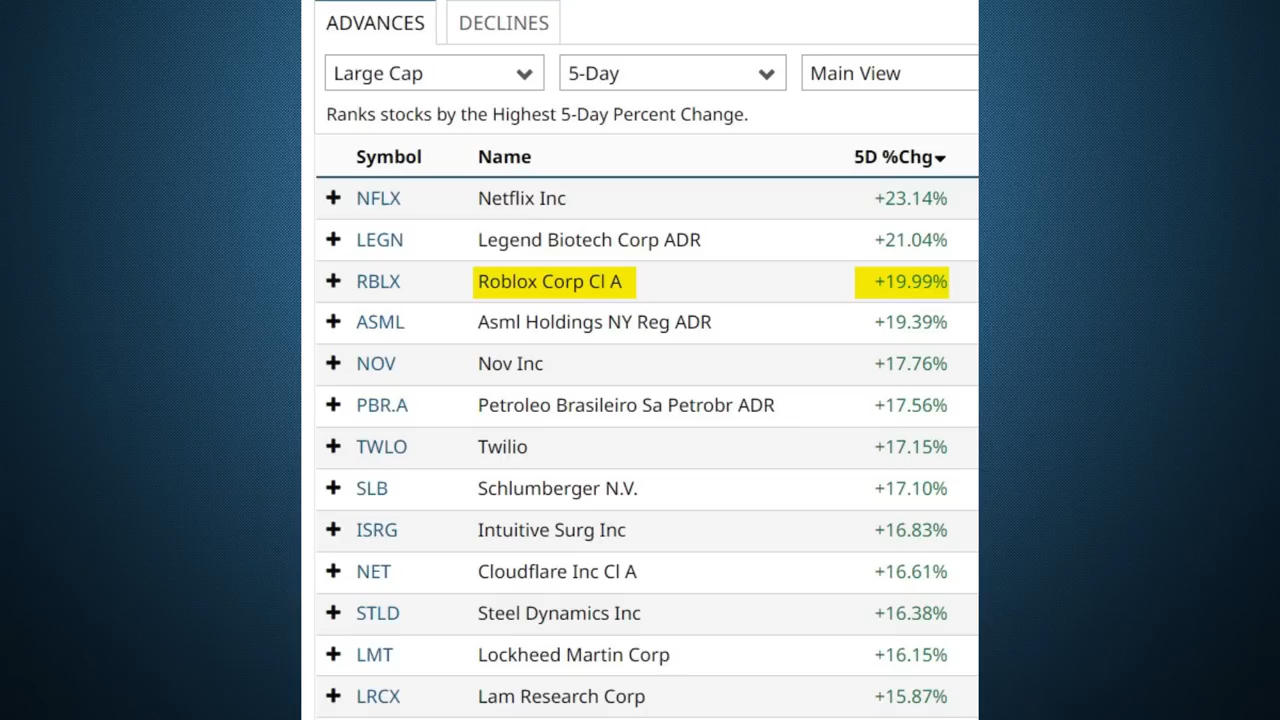 ADVANCES DECLINES
Large Cap 5-Day Main View
Ranks stocks by the Highest 5-Day Percent Change.
Symbol Name 5D %Chg
NFLX Netflix Inc +23.14%
LEGN Legend Biotech Corp ADR +21.04%
RBLX Roblox Corp Cl A +19.99%
ASML Asml Holdings NY Reg ADR +19.39%
NOV Nov Inc +17.76%
PBR.A Petroleo Brasileiro Sa Petrobr ADR +17.56%
TWLO Twilio +17.15%
SLB Schlumberger N.V. +17.10%
ISRG Intuitive Surg Inc +16.83%
NET Cloudflare Inc Cl A +16.61%
STLD Steel Dynamics Inc +16.38%
LMT Lockheed Martin Corp +16.15%
LRCX Lam Research Corp +15.87%